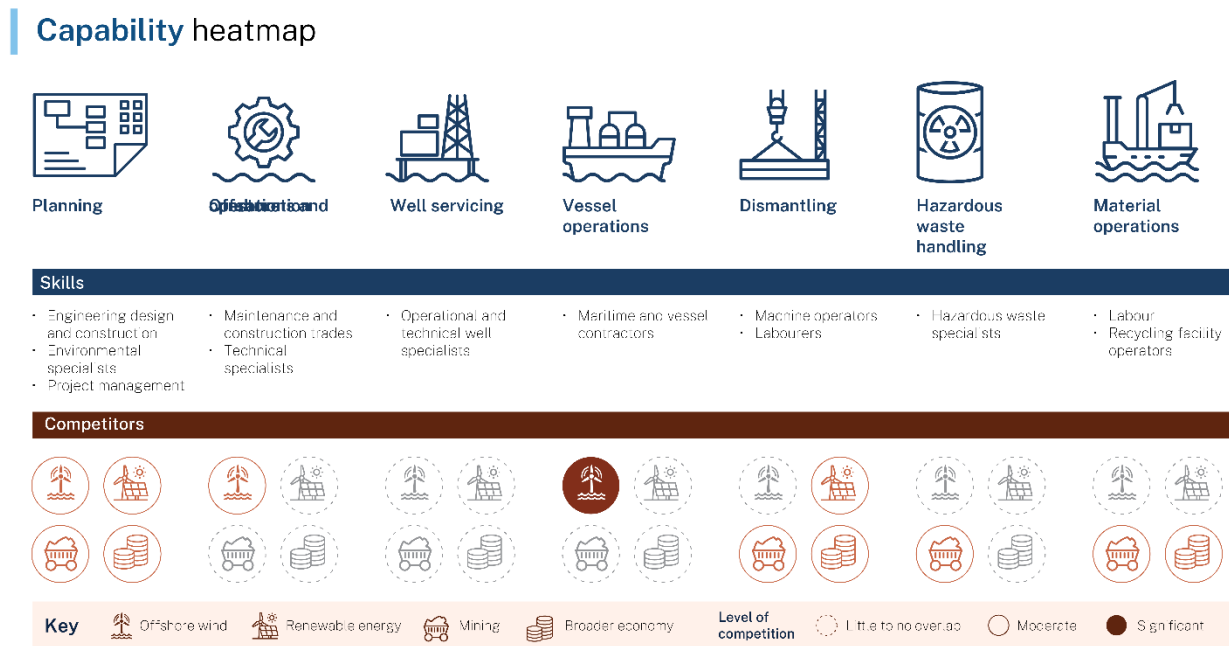 Capability heatmap
Planning
Well servicing
Vessel
operations
Dismantling
Hazardous
waste
handling
Material
operations
Skills
• Engineering design
and construction
• Environmental
specialists
• Project management
• Maintenance and
construction trades
• Technical
specialists
• Operational and
technical well
specialists
• Maritime and vessel
contractors
• Machine operators
• Labourers
• Hazardous waste
specialists
• Labour
• Recycling facility
operators
Competitors
Key
Offshore wind
Renewable energy
Mining
Broader economy
Level of
competition
Little to no overlap
Moderate
Significant